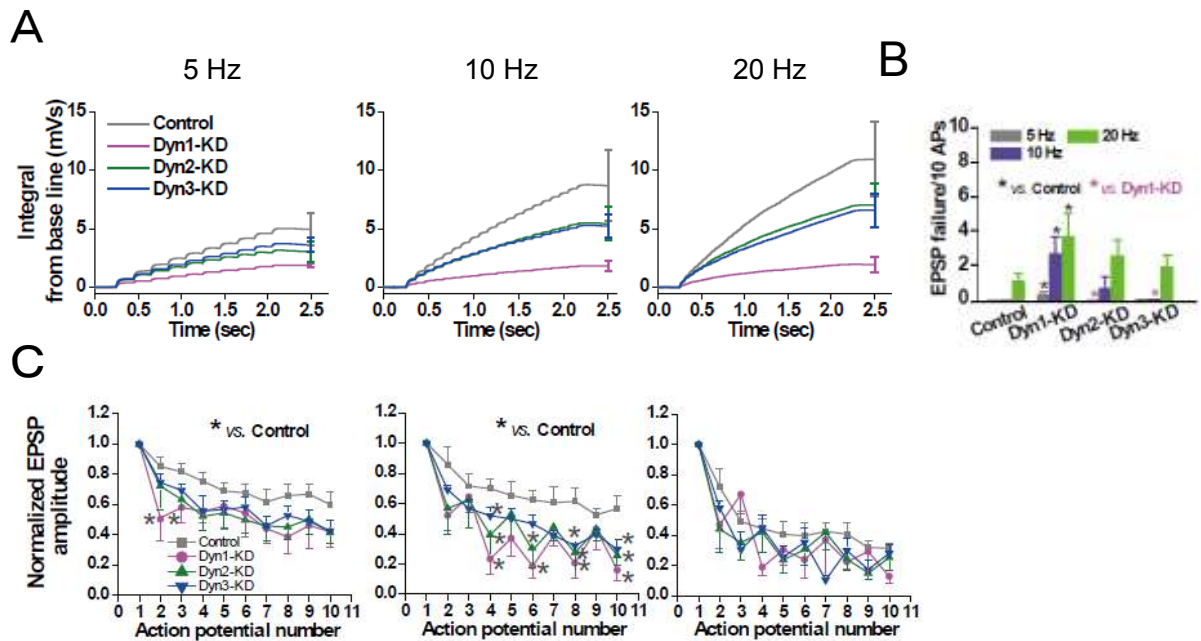 A
5 Hz
10 Hz
20 Hz
Integral
from base line (mVs)
15
10
5
0
Control
Dyn1-KD
Dyn2-KD
Dyn3-KD
0.0 0.5 1.0 1.5 2.0 2.5
Time (sec)
15
10
5
0
0.0 0.5 1.0 1.5 2.0 2.5
Time (sec)
15
10
5
0
0.0 0.5 1.0 1.5 2.0 2.5
Time (sec)
B
EPSP failure/10 APs
10
8
6
4
2
0
5 Hz
20 Hz
10 Hz
* vs. Control
* vs. Dyn1-KD
* * *
* *
Control Dyn1-KD Dyn2-KD Dyn3-KD
C
Normalized EPSP
amplitude
1.2
1.0
0.8
0.6
0.4
0.2
0.0
* vs. Control
* *
Control
Dyn1-KD
Dyn2-KD
Dyn3-KD
0 1 2 3 4 5 6 7 8 9 10 11
Action potential number
1.2
1.0
0.8
0.6
0.4
0.2
0.0
* vs. Control
* * * * * * * * * * *
0 1 2 3 4 5 6 7 8 9 10 11
Action potential number
1.2
1.0
0.8
0.6
0.4
0.2
0.0
0 1 2 3 4 5 6 7 8 9 10 11
Action potential number